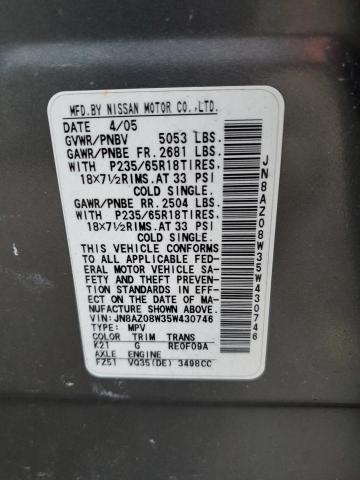 MFD.BY NISSAN MOTOR CO.,LTD.
DATE 4/05
GVWR/PNBV 5053 LBS.
GAWR/PNBE FR. 2681 LBS.
WITH P235/65R18TIRES,
18X7½RIMS.AT 33 PSI
COLD SINGLE.
GAWR/PNBE RR. 2504 LBS.
WITH P235/65R18TIRES,
18X7½RIMS.AT 33 PSI
COLD SINGLE.
THIS VEHICLE CONFORMS
TO ALL APPLICABLE FED-
ERAL MOTOR VEHICLE SA-
FETY AND THEFT PREVENTION
STANDARDS IN EFFECT
ON THE DATE OF MA-
NUFACTURE SHOWN ABOVE.
VIN:JN8AZ08W35W430746
TYPE: MPV
COLOR TRIM TRANS
K21 G RE0F09A
AXLE ENGINE
FZ51 VQ35(DE) 3498CC
JN8AZ08W35W430746